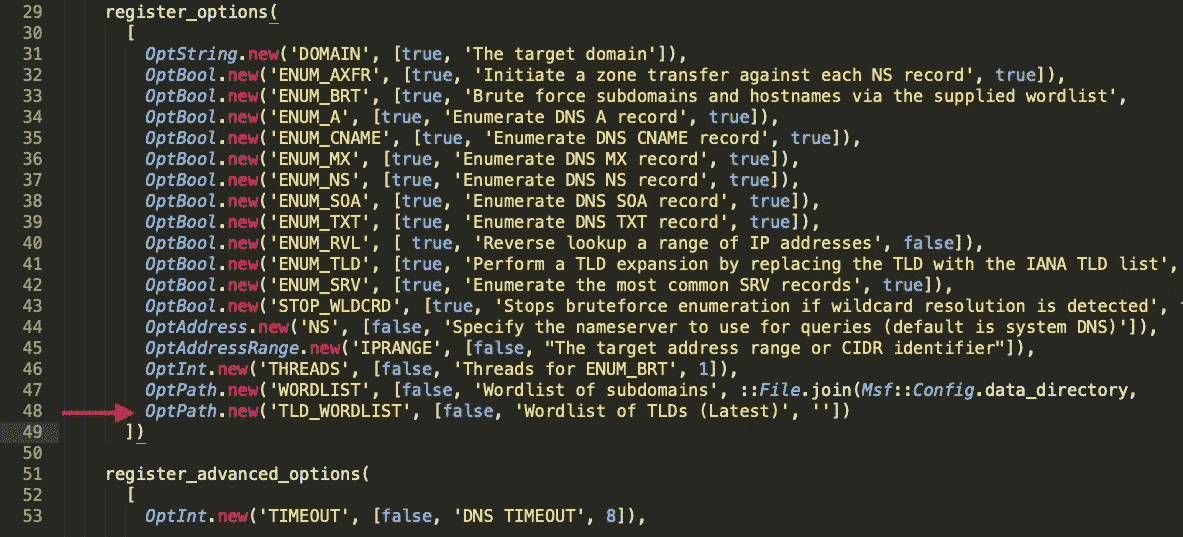 29 register_options(
30 [
31 OptString.new('DOMAIN', [true, 'The target domain']),
32 OptBool.new('ENUM_AXFR', [true, 'Initiate a zone transfer against each NS record', true]),
33 OptBool.new('ENUM_BRT', [true, 'Brute force subdomains and hostnames via the supplied wordlist',
34 OptBool.new('ENUM_A', [true, 'Enumerate DNS A record', true]),
35 OptBool.new('ENUM_CNAME', [true, 'Enumerate DNS CNAME record', true]),
36 OptBool.new('ENUM_MX', [true, 'Enumerate DNS MX record', true]),
37 OptBool.new('ENUM_NS', [true, 'Enumerate DNS NS record', true]),
38 OptBool.new('ENUM_SOA', [true, 'Enumerate DNS SOA record', true]),
39 OptBool.new('ENUM_TXT', [true, 'Enumerate DNS TXT record', true]),
40 OptBool.new('ENUM_RVL', [ true, 'Reverse lookup a range of IP addresses', false]),
41 OptBool.new('ENUM_TLD', [true, 'Perform a TLD expansion by replacing the TLD with the IANA TLD list',
42 OptBool.new('ENUM_SRV', [true, 'Enumerate the most common SRV records', true]),
43 OptBool.new('STOP_WLDCRD', [true, 'Stops bruteforce enumeration if wildcard resolution is detected',
44 OptAddress.new('NS', [false, 'Specify the nameserver to use for queries (default is system DNS)']),
45 OptAddressRange.new('IPRANGE', [false, "The target address range or CIDR identifier"]),
46 OptInt.new('THREADS', [false, 'Threads for ENUM_BRT', 1]),
47 OptPath.new('WORDLIST', [false, 'Wordlist of subdomains', ::File.join(Msf::Config.data_directory,
48 OptPath.new('TLD_WORDLIST', [false, 'Wordlist of TLDs (Latest)', ''])
49 ])
50
51 register_advanced_options(
52 [
53 OptInt.new('TIMEOUT', [false, 'DNS TIMEOUT', 8]),